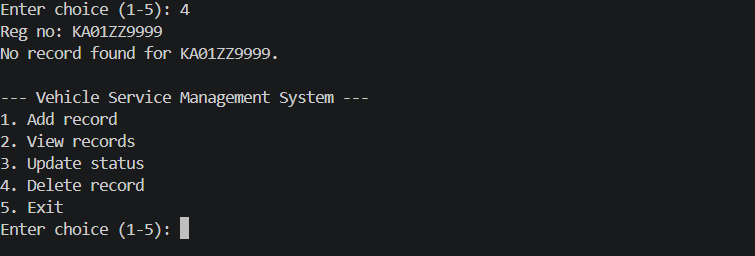 Enter choice (1-5): 4
Reg no: KA01ZZ9999
No record found for KA01ZZ9999.
--- Vehicle Service Management System ---
1. Add record
2. View records
3. Update status
4. Delete record
5. Exit
Enter choice (1-5):